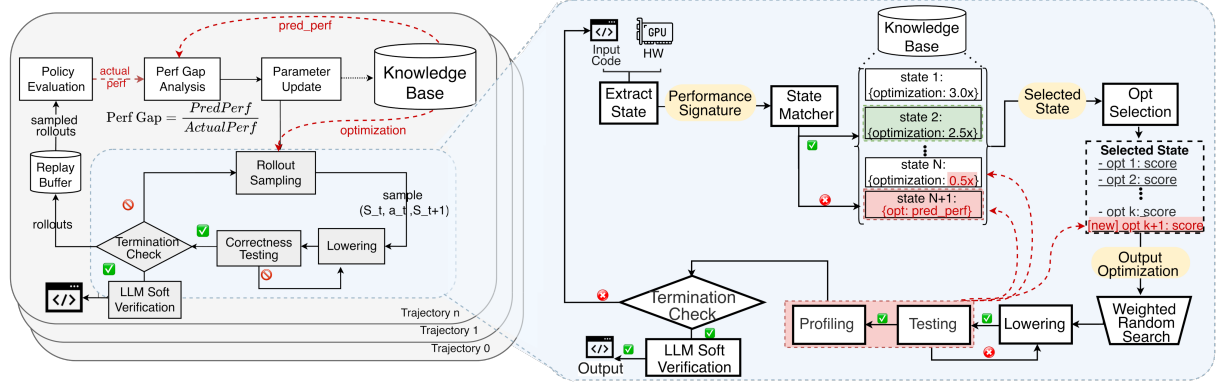 pred_perf
Policy
Evaluation
actual
perf
Perf Gap
Analysis
Parameter
Update
Knowledge
Base
Perf Gap = PredPerf / ActualPerf
sampled
rollouts
optimization
Replay
Buffer
Rollout
Sampling
sample
(S_t, a_t ,S_t+1)
rollouts
Termination
Check
Correctness
Testing
Lowering
LLM Soft
Verification
Trajectory n
Trajectory 1
Trajectory 0
Input
Code
GPU
HW
Extract
State
Performance
Signature
State
Matcher
Knowledge
Base
state 1:
{optimization: 3.0x}
state 2:
{optimization: 2.5x}
state N:
{optimization: 0.5x}
state N+1:
{opt: pred_perf}
Selected
State
Opt
Selection
Selected State
- opt 1: score
- opt 2: score
- opt k: score
[new] opt k+1: score
Output
Optimization
Weighted
Random
Search
Lowering
Testing
Profiling
Termination
Check
LLM Soft
Verification
Output